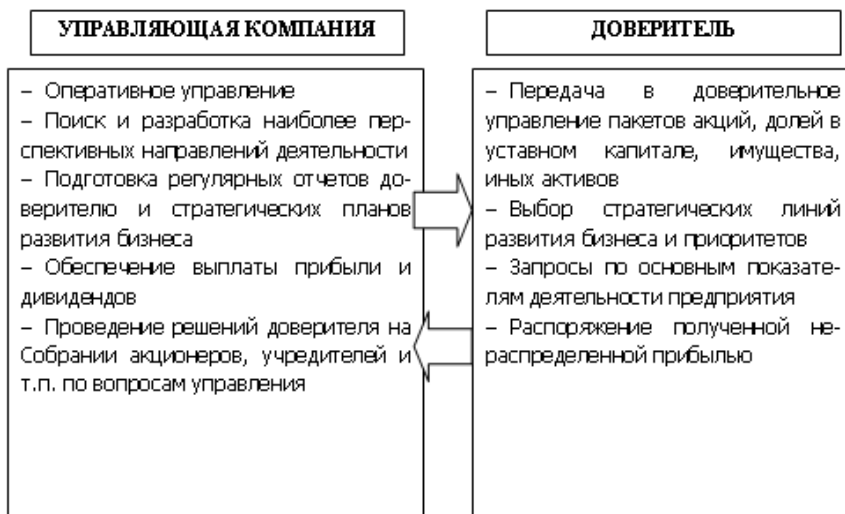 УПРАВЛЯЮЩАЯ КОМПАНИЯ
– Оперативное управление
– Поиск и разработка наиболее пер-
спективных направлений деятельности
– Подготовка регулярных отчетов до-
верителю и стратегических планов
развития бизнеса
– Обеспечение выплаты прибыли и
дивидендов
– Проведение решений доверителя на
Собрании акционеров, учредителей и
т.п. по вопросам управления
ДОВЕРИТЕЛЬ
– Передача в доверительное
управление пакетов акций, долей в
уставном капитале, имущества,
иных активов
– Выбор стратегических линий
развития бизнеса и приоритетов
– Запросы по основным показате-
лям деятельности предприятия
– Распоряжение полученной не-
распределенной прибылью